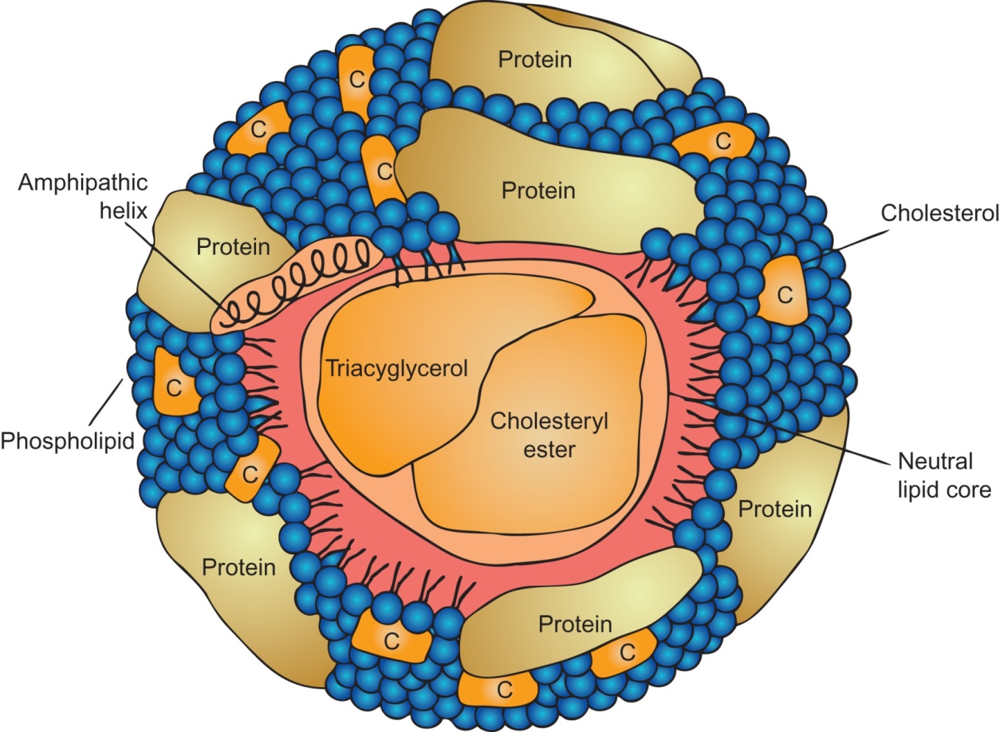 Protein
C
C
C
C
Protein
Amphipathic
helix
Cholesterol
Protein
C
Triacyglycerol
C
Cholesteryl
ester
Phospholipid
C
Neutral
lipid core
Protein
Protein
Protein
C
C
C